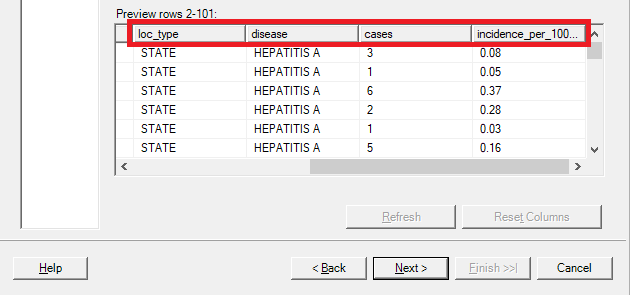 Preview rows 2-101:
loc_type disease cases incidence_per_100...
STATE HEPATITIS A 3 0.08
STATE HEPATITIS A 1 0.05
STATE HEPATITIS A 6 0.37
STATE HEPATITIS A 2 0.28
STATE HEPATITIS A 1 0.03
STATE HEPATITIS A 5 0.16
Refresh Reset Columns
Help < Back Next > Finish >>| Cancel